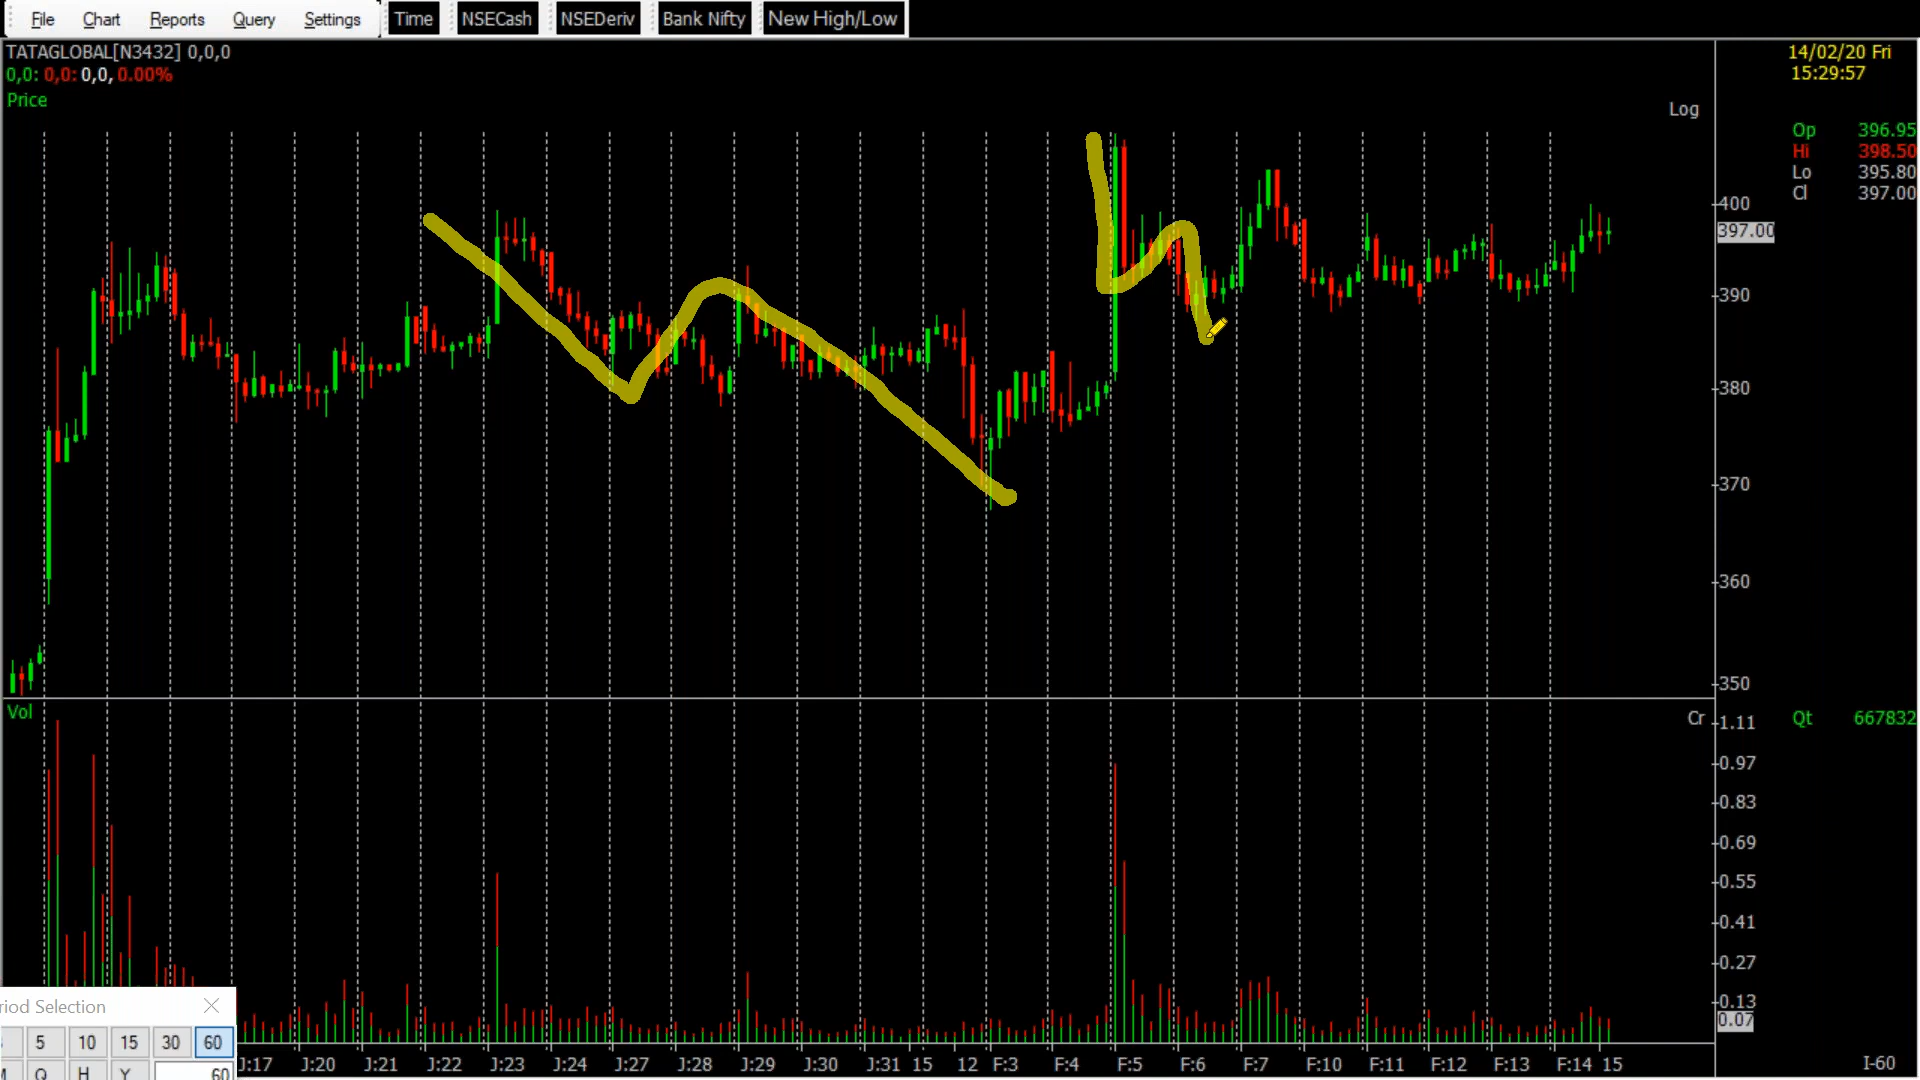 File Chart Reports Query Settings Time NSECash NSEDeriv Bank Nifty New High/Low
TATAGLOBAL[N3432] 0,0,0
0,0: 0,0: 0,0, 0.00%
Price
Log
14/02/20 Fri
15:29:57
Op 396.95
Hi 398.50
Lo 395.80
Cl 397.00
400
397.00
390
380
370
360
350
Vol
Cr
1.11
Qt 667832
0.97
0.83
0.69
0.55
0.41
0.27
0.13
0.07
riod Selection
5 10 15 30 60
Q H Y 60
J:17 J:20 J:21 J:22 J:23 J:24 J:27 J:28 J:29 J:30 J:31 15 12 F:3 F:4 F:5 F:6 F:7 F:10 F:11 F:12 F:13 F:14 15
I-60